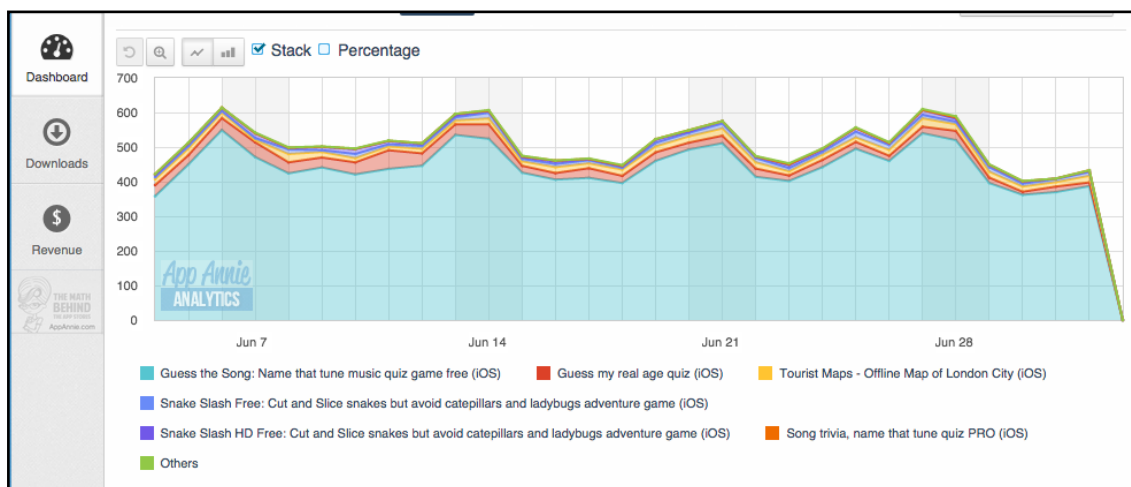 Dashboard
Downloads
$
Revenue
THE MATH
BEHIND
THE APP STORES
AppAnnie.com
Stack
Percentage
700
600
500
400
300
200
100
0
App Annie
ANALYTICS
Jun 7 Jun 14 Jun 21 Jun 28
Guess the Song: Name that tune music quiz game free (iOS) Guess my real age quiz (iOS) Tourist Maps - Offline Map of London City (iOS)
Snake Slash Free: Cut and Slice snakes but avoid catepillars and ladybugs adventure game (iOS)
Snake Slash HD Free: Cut and Slice snakes but avoid catepillars and ladybugs adventure game (iOS) Song trivia, name that tune quiz PRO (iOS)
Others